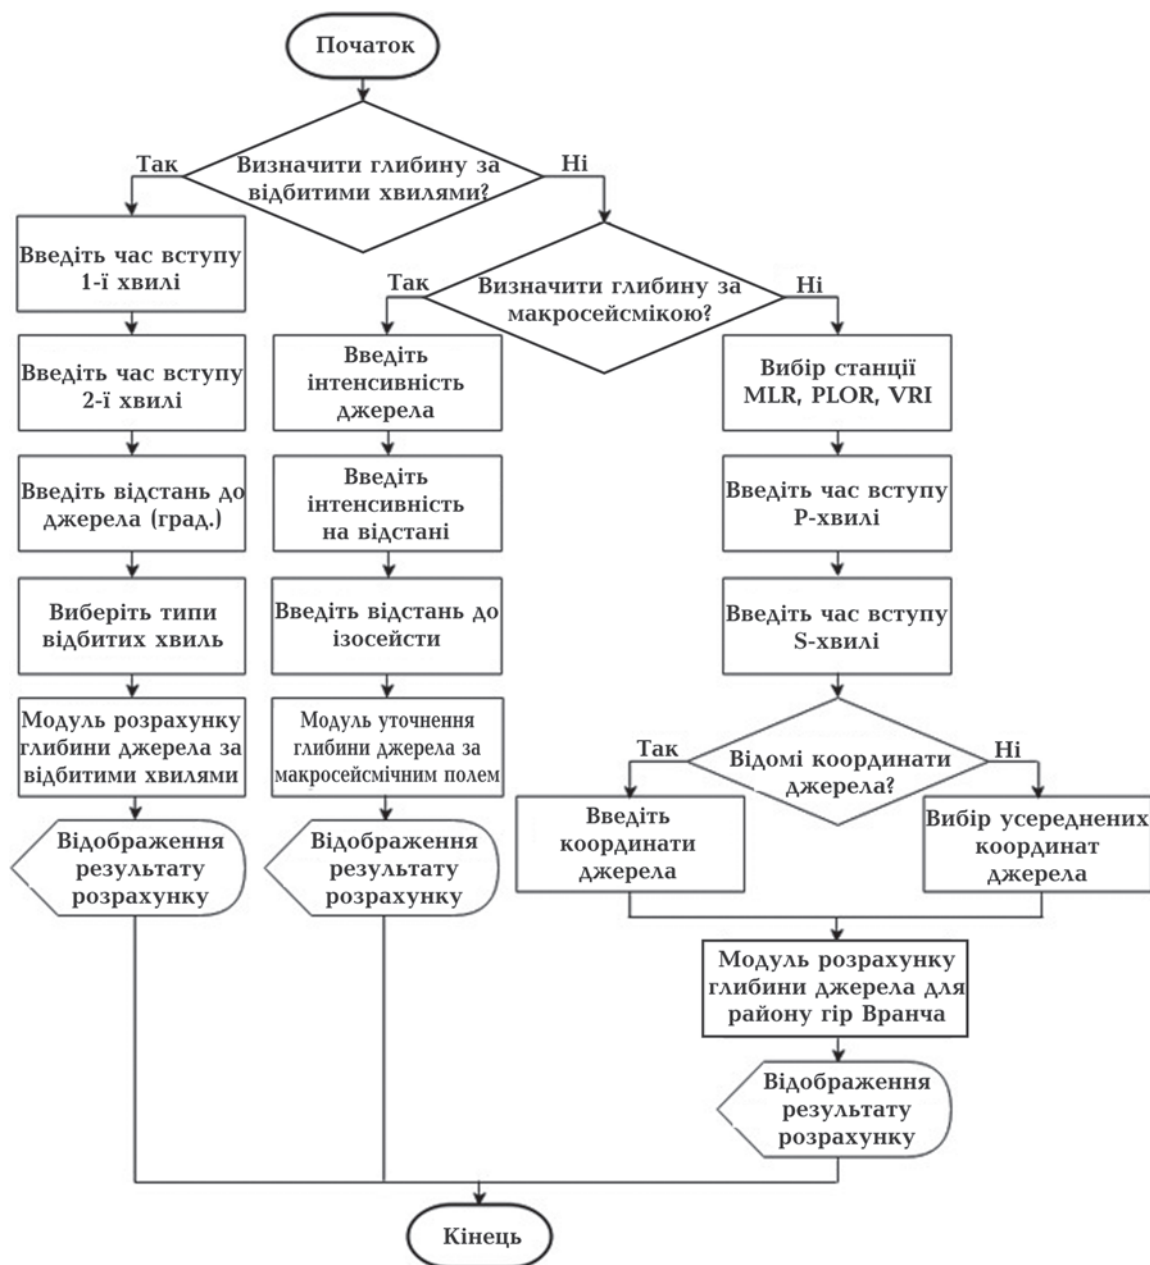 Початок
Визначити глибину за
відбитими хвилями?
Так
Ні
Введіть час вступу
1-ї хвилі
Введіть час вступу
2-ї хвилі
Введіть відстань до
джерела (град.)
Виберіть типи
відбитих хвиль
Модуль розрахунку
глибини джерела за
відбитими хвилями
Відображення
результату
розрахунку
Визначити глибину за
макросейсмікою?
Так
Ні
Введіть
інтенсивність
джерела
Введіть
інтенсивність
на відстані
Введіть відстань до
ізосейсти
Модуль уточнення
глибини джерела за
макросейсмічним полем
Відображення
результату
розрахунку
Вибір станції
MLR, PLOR, VRI
Введіть час вступу
P-хвилі
Введіть час вступу
S-хвилі
Відомі координати
джерела?
Так
Ні
Введіть
координати
джерела
Вибір усереднених
координат
джерела
Модуль розрахунку
глибини джерела для
району гір Вранча
Відображення
результату
розрахунку
Кінець